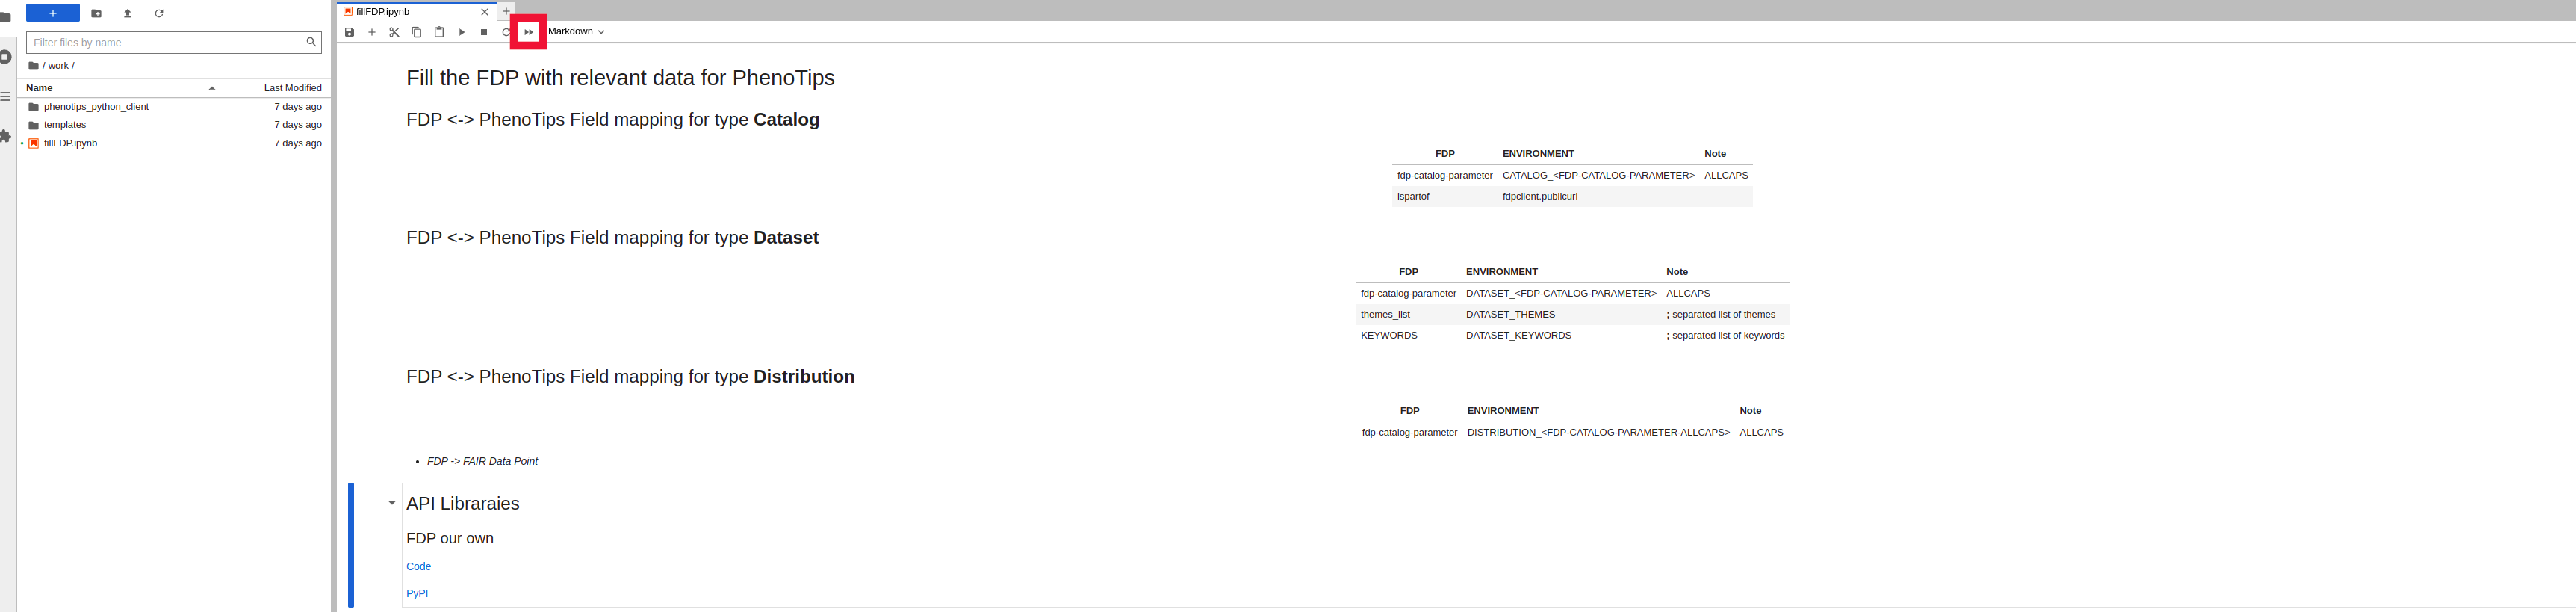 Filter files by name
/ work /
Name Last Modified
phenotips_python_client 7 days ago
templates 7 days ago
fillFDP.ipynb 7 days ago
fillFDP.ipynb
Markdown
Fill the FDP with relevant data for PhenoTips
FDP <-> PhenoTips Field mapping for type Catalog
FDP ENVIRONMENT Note
fdp-catalog-parameter CATALOG_<FDP-CATALOG-PARAMETER> ALLCAPS
ispartof fdpclient.publicurl
FDP <-> PhenoTips Field mapping for type Dataset
FDP ENVIRONMENT Note
fdp-catalog-parameter DATASET_<FDP-CATALOG-PARAMETER> ALLCAPS
themes_list DATASET_THEMES ; separated list of themes
KEYWORDS DATASET_KEYWORDS ; separated list of keywords
FDP <-> PhenoTips Field mapping for type Distribution
FDP ENVIRONMENT Note
fdp-catalog-parameter DISTRIBUTION_<FDP-CATALOG-PARAMETER-ALLCAPS> ALLCAPS
• FDP -> FAIR Data Point
API Libraraies
FDP our own
Code
PyPI